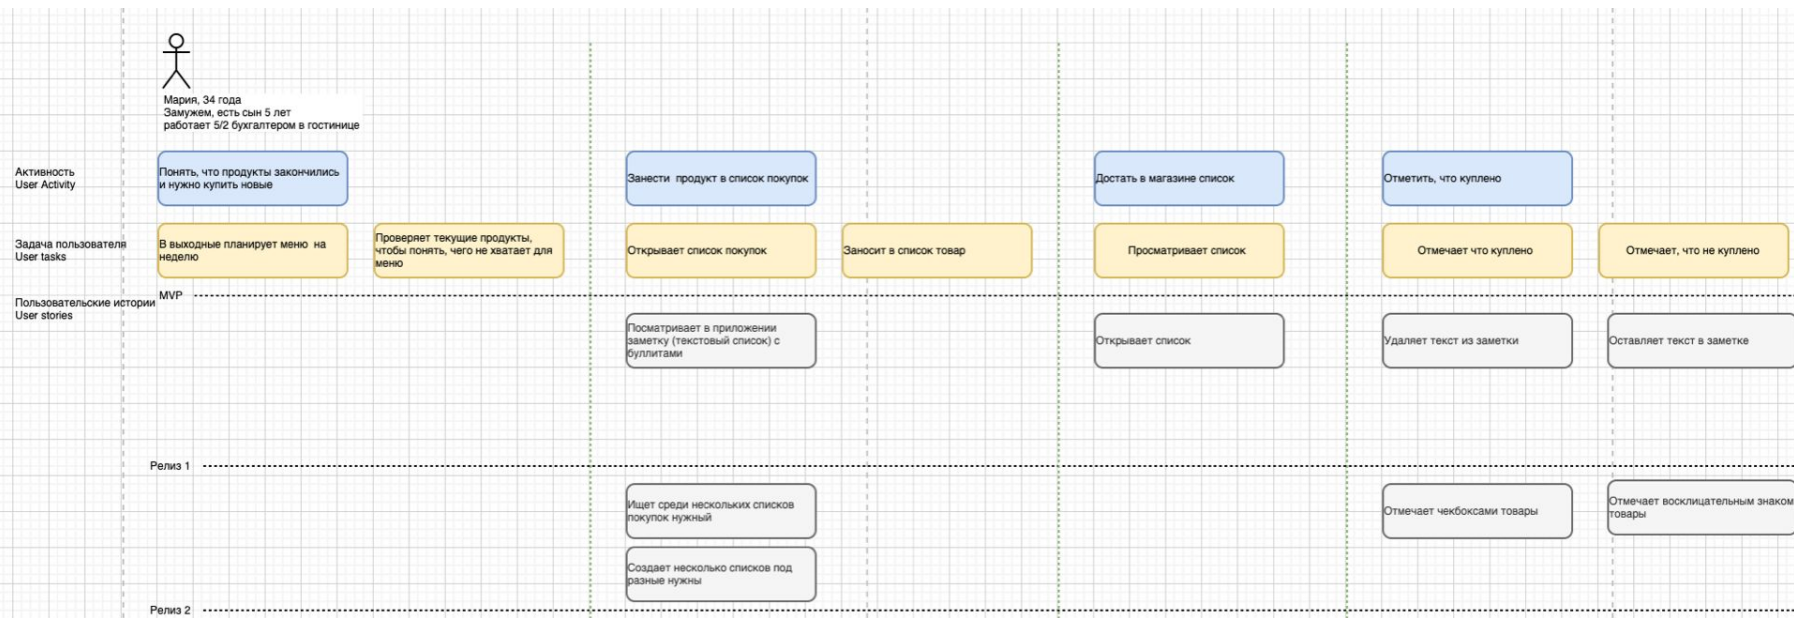 Мария, 34 года
Замужем, есть сын 5 лет
работает 5/2 бухгалтером в гостинице
Активность
User Activity
Понять, что продукты закончились
и нужно купить новые
Занести продукт в список покупок
Достать в магазине список
Отметить, что куплено
Задача пользователя
User tasks
В выходные планирует меню на
неделю
Проверяет текущие продукты,
чтобы понять, чего не хватает для
меню
Открывает список покупок
Заносит в список товар
Просматривает список
Отмечает что куплено
Отмечает, что не куплено
MVP
Пользовательские истории
User stories
Посматривает в приложении
заметку (текстовый список) с
буллитами
Открывает список
Удаляет текст из заметки
Оставляет текст в заметке
Релиз 1
Ищет среди нескольких списков
покупок нужный
Отмечает чекбоксами товары
Отмечает восклицательным знаком
товары
Создает несколько списков под
разные нужны
Релиз 2